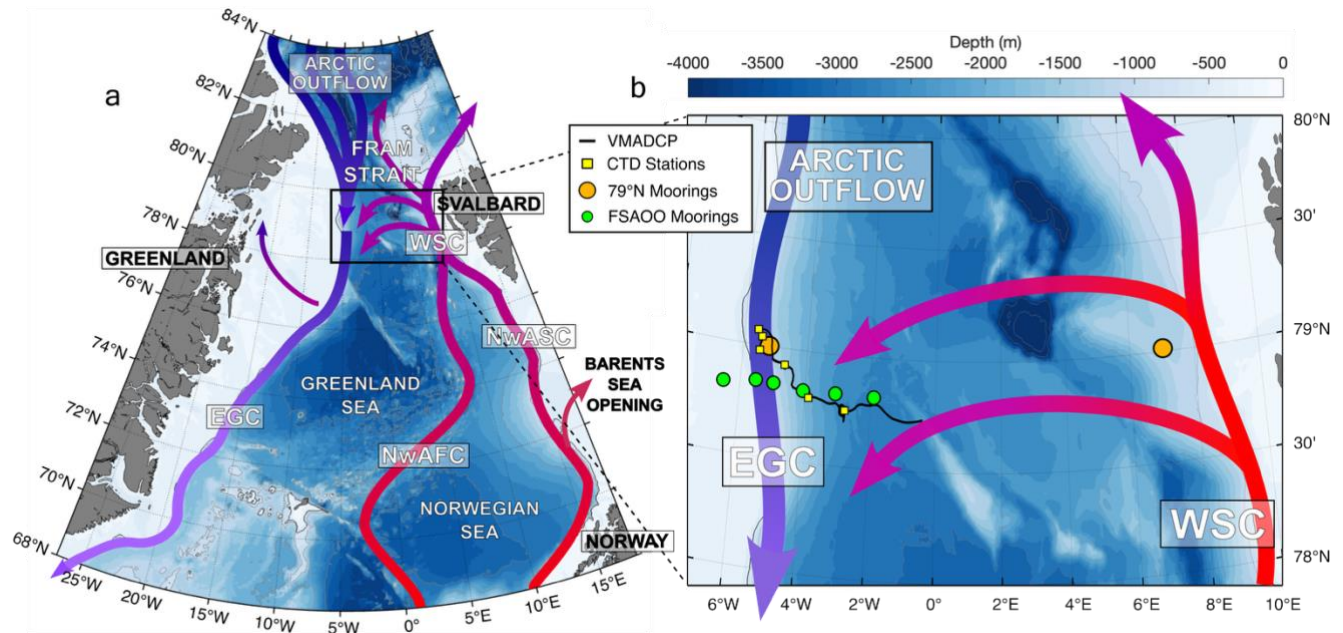 a
84°N
82°N
80°N
78°N
76°N
74°N
72°N
70°N
68°N
25°W
20°W
15°W
10°W
5°W
0°
5°E
10°E
15°E
ARCTIC
OUTFLOW
FRAM
STRAIT
SVALBARD
WSC
GREENLAND
NwASC
BARENTS
SEA
OPENING
GREENLAND
SEA
EGC
NwAFC
NORWEGIAN
SEA
NORWAY
b
Depth (m)
-4000
-3500
-3000
-2500
-2000
-1500
-1000
-500
0
VMADCP
CTD Stations
79°N Moorings
FSAOO Moorings
ARCTIC
OUTFLOW
EGC
WSC
80°N
30'
79°N
30'
78°N
6°W
4°W
2°W
0°
2°E
4°E
6°E
8°E
10°E